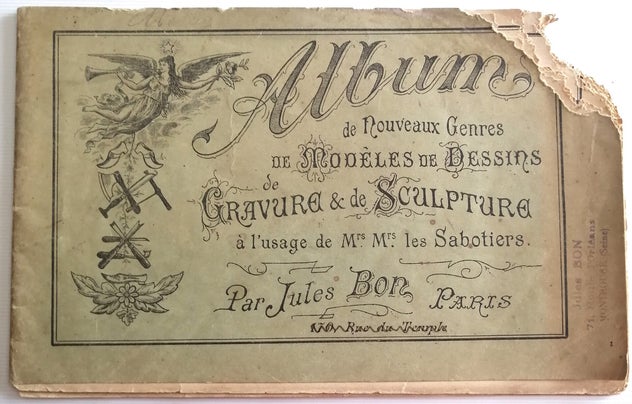 Album
de Nouveaux Genres
DE MODÈLES DE DESSINS
de
GRAVURE & de SCULPTURE
à l'usage de Mrs Mrs les Sabotiers.
Par Jules Bon PARIS
Rue du Temple
Jules BON
71,